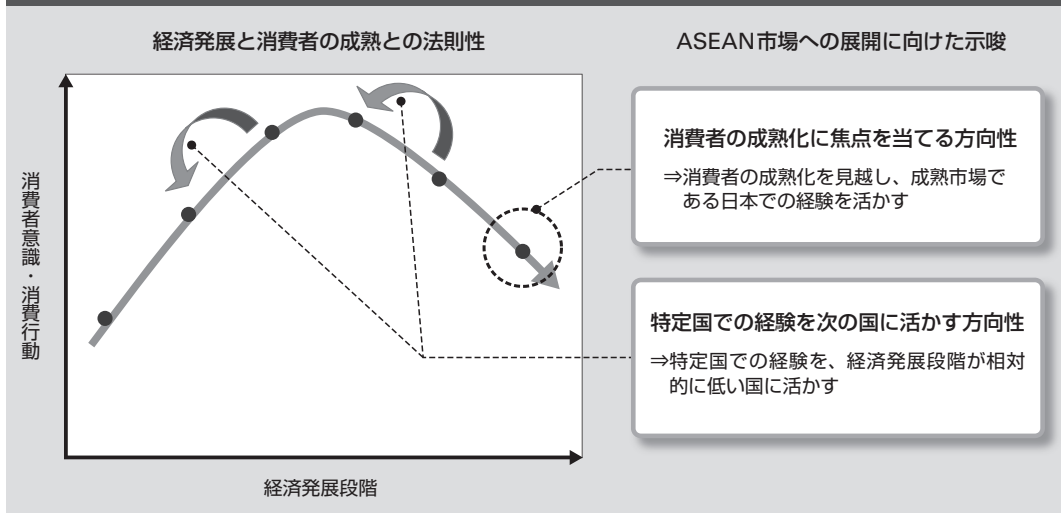 経済発展と消費者の成熟との法則性
ASEAN市場への展開に向けた示唆
消費者意識・消費行動
経済発展段階
消費者の成熟化に焦点を当てる方向性
⇒消費者の成熟化を見越し、成熟市場で
ある日本での経験を活かす
特定国での経験を次の国に活かす方向性
⇒特定国での経験を、経済発展段階が相対
的に低い国に活かす